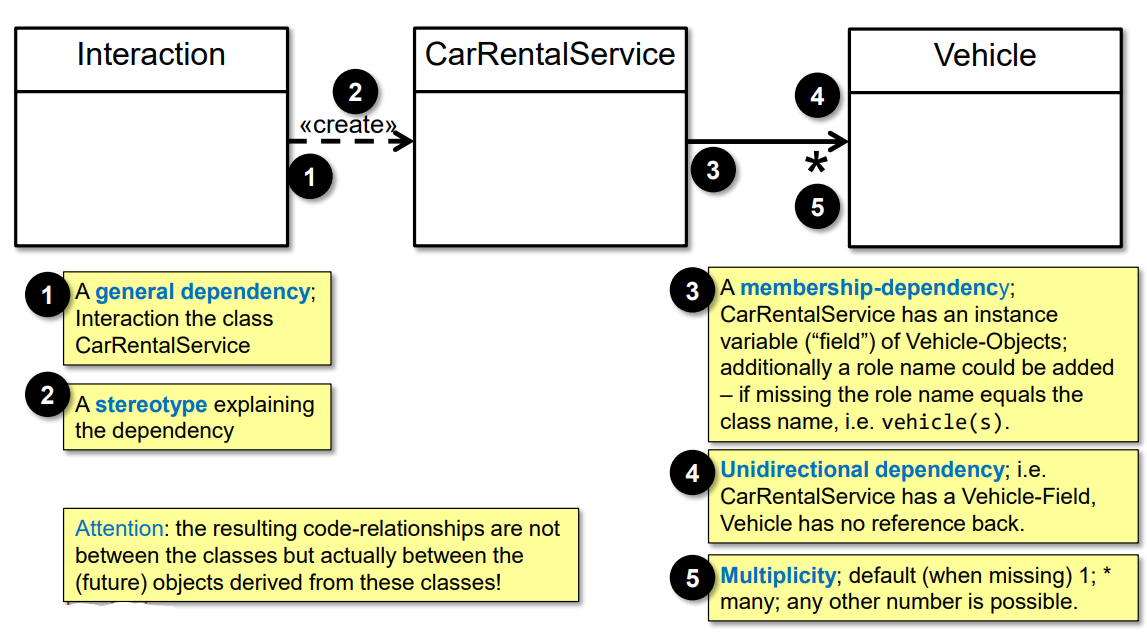 Interaction
CarRentalService
Vehicle
2
«create»
1
3
4
*
5
1
A general dependency;
Interaction the class
CarRentalService
2
A stereotype explaining
the dependency
Attention: the resulting code-relationships are not
between the classes but actually between the
(future) objects derived from these classes!
3
A membership-dependency;
CarRentalService has an instance
variable (“field”) of Vehicle-Objects;
additionally a role name could be added
– if missing the role name equals the
class name, i.e. vehicle(s).
4
Unidirectional dependency; i.e.
CarRentalService has a Vehicle-Field,
Vehicle has no reference back.
5
Multiplicity; default (when missing) 1; *
many; any other number is possible.